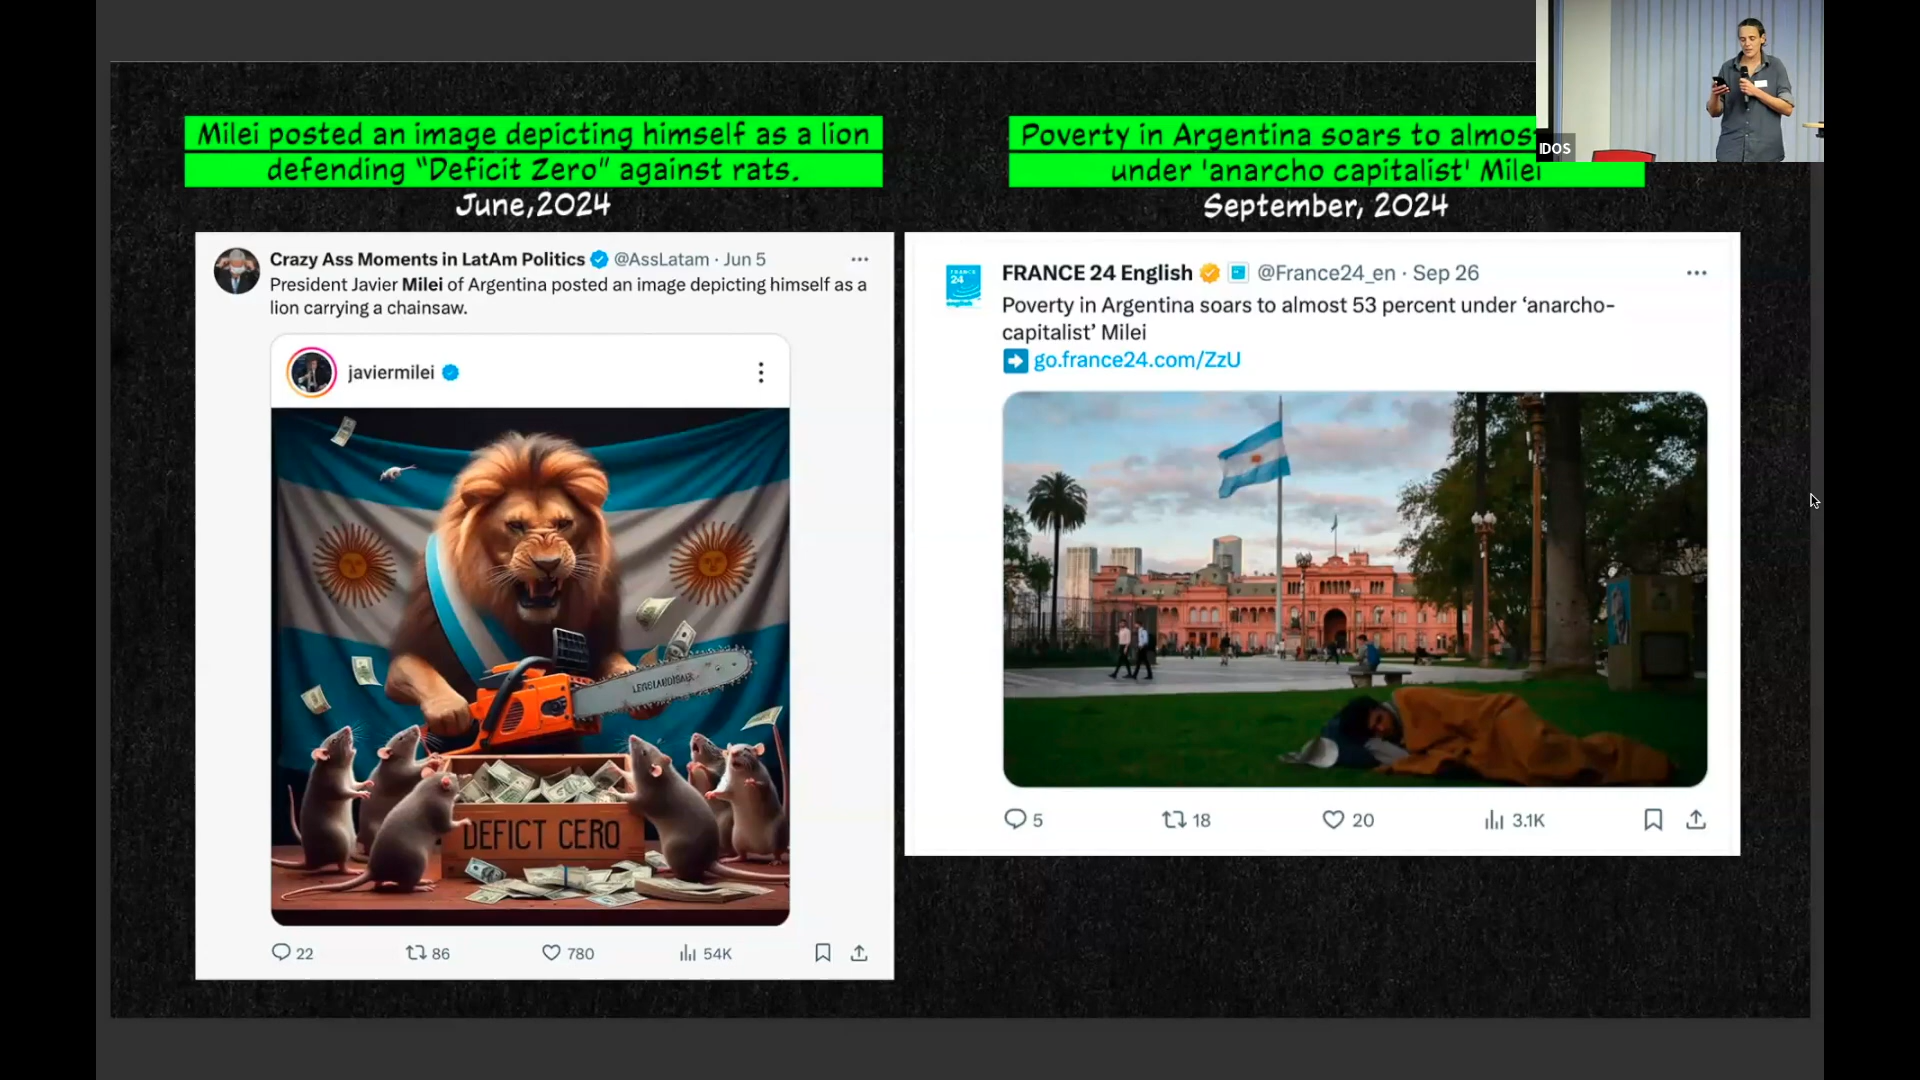 Milei posted an image depicting himself as a lion
defending "Deficit Zero" against rats.
June,2024
Crazy Ass Moments in LatAm Politics @AssLatam · Jun 5
President Javier Milei of Argentina posted an image depicting himself as a
lion carrying a chainsaw.
javiermilei
DEFICT CERO
22 86 780 54K
Poverty in Argentina soars to
under 'anarcho capitalist' Milei
September, 2024
FRANCE 24 English @France24_en · Sep 26
Poverty in Argentina soars to almost 53 percent under ‘anarcho-
capitalist’ Milei
go.france24.com/ZzU
FRANCE
24
5 18 20 3.1K
IDOS